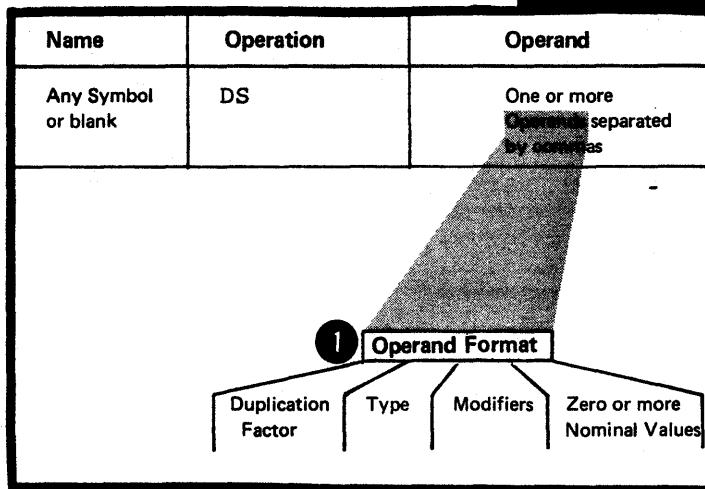 Name Operation Operand
Any Symbol DS One or more
or blank Operands separated
by commas
1 Operand Format
Duplication Type Modifiers Zero or more
Factor Nominal Values